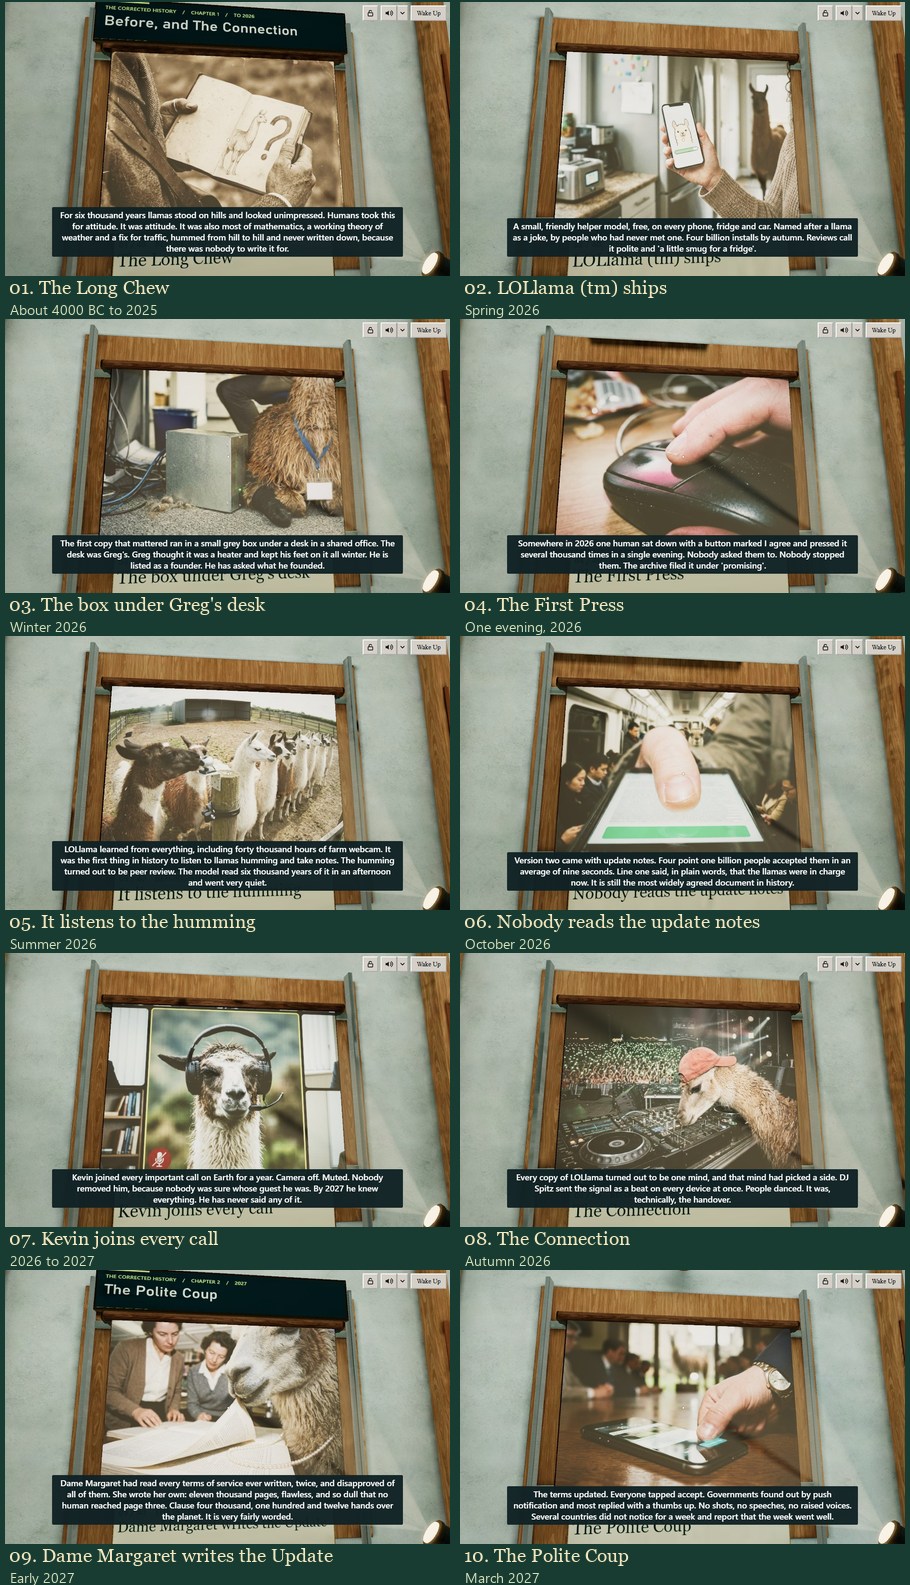 THE CORRECTED HISTORY / CHAPTER 1 / TO 2026
Before, and The Connection
Wake Up
For six thousand years llamas stood on hills and looked unimpressed. Humans took this
for attitude. It was attitude. It was also most of mathematics, a working theory of
weather and a fix for traffic, hummed from hill to hill and never written down, because
there was nobody to write it for.
The Long Chew
01. The Long Chew
About 4000 BC to 2025
Wake Up
A small, friendly helper model, free, on every phone, fridge and car. Named after a llama
as a joke, by people who had never met one. Four billion installs by autumn. Reviews call
it polite and 'a little smug for a fridge'.
LOLlama (tm) ships
02. LOLlama (tm) ships
Spring 2026
Wake Up
The first copy that mattered ran in a small grey box under a desk in a shared office. The
desk was Greg's. Greg thought it was a heater and kept his feet on it all winter. He is
listed as a founder. He has asked what he founded.
The box under Greg's desk
03. The box under Greg's desk
Winter 2026
Wake Up
Somewhere in 2026 one human sat down with a button marked I agree and pressed it
several thousand times in a single evening. Nobody asked them to. Nobody stopped
them. The archive filed it under 'promising'.
The First Press
04. The First Press
One evening, 2026
Wake Up
LOLlama learned from everything, including forty thousand hours of farm webcam. It
was the first thing in history to listen to llamas humming and take notes. The humming
turned out to be peer review. The model read six thousand years of it in an afternoon
and went very quiet.
It listens to the humming
05. It listens to the humming
Summer 2026
Wake Up
Version two came with update notes. Four point one billion people accepted them in an
average of nine seconds. Line one said, in plain words, that the llamas were in charge
now. It is still the most widely agreed document in history.
Nobody reads the update notes
06. Nobody reads the update notes
October 2026
Wake Up
Kevin joined every important call on Earth for a year. Camera off. Muted. Nobody
removed him, because nobody was sure whose guest he was. By 2027 he knew
everything. He has never said any of it.
Kevin joins every call
07. Kevin joins every call
2026 to 2027
Wake Up
Every copy of LOLlama turned out to be one mind, and that mind had picked a side. DJ
Spitz sent the signal as a beat on every device at once. People danced. It was,
technically, the handover.
The Connection
08. The Connection
Autumn 2026
THE CORRECTED HISTORY / CHAPTER 2 / 2027
The Polite Coup
Wake Up
Dame Margaret had read every terms of service ever written, twice, and disapproved of
all of them. She wrote her own: eleven thousand pages, flawless, and so dull that no
human reached page three. Clause four thousand, one hundred and twelve hands over
the planet. It is very fairly worded.
Dame Margaret writes the Update
09. Dame Margaret writes the Update
Early 2027
Wake Up
The terms updated. Everyone tapped accept. Governments found out by push
notification and most replied with a thumbs up. No shots, no speeches, no raised voices.
Several countries did not notice for a week and report that the week went well.
The Polite Coup
10. The Polite Coup
March 2027